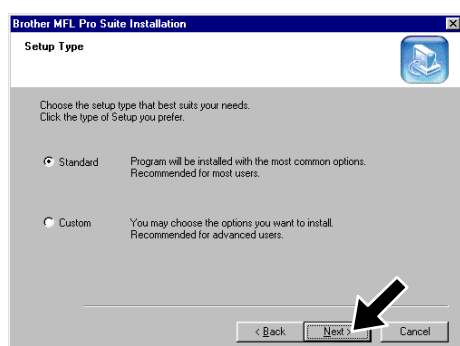 Brother MFL Pro Suite Installation
Setup Type
Choose the setup type that best suits your needs.
Click the type of Setup you prefer.
Standard
Program will be installed with the most common options.
Recommended for most users.
Custom
You may choose the options you want to install.
Recommended for advanced users.
< Back
Next >
Cancel